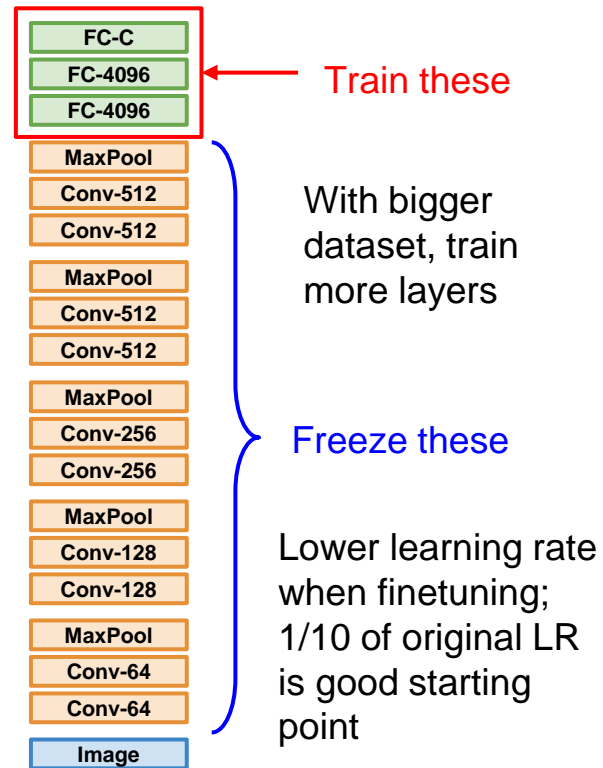 FC-C
FC-4096
FC-4096
Train these
MaxPool
Conv-512
Conv-512
With bigger
dataset, train
more layers
MaxPool
Conv-512
Conv-512
MaxPool
Conv-256
Conv-256
Freeze these
MaxPool
Conv-128
Conv-128
MaxPool
Conv-64
Conv-64
Lower learning rate
when finetuning;
1/10 of original LR
is good starting
point
Image